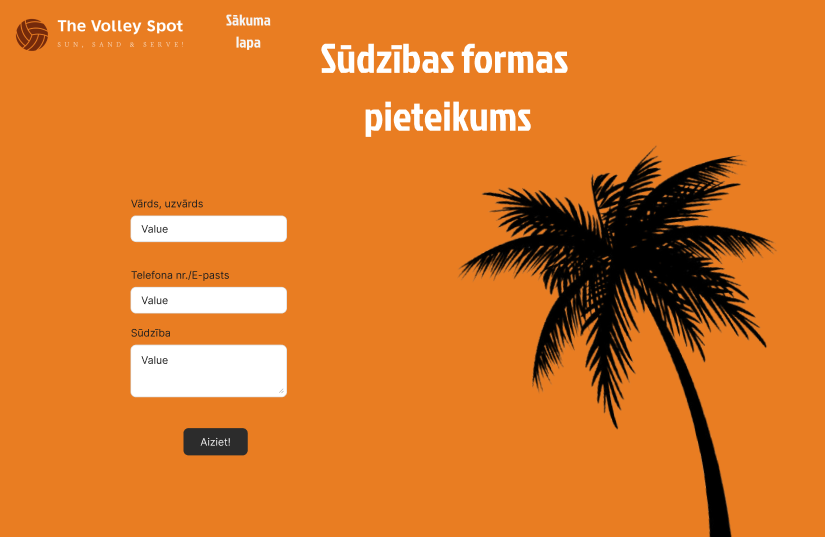 The Volley Spot
SUN, SAND & SERVE!
Sākuma
lapa
Sūdzības formas
pieteikums
Vārds, uzvārds
Value
Telefona nr./E-pasts
Value
Sūdzība
Value
Aiziet!